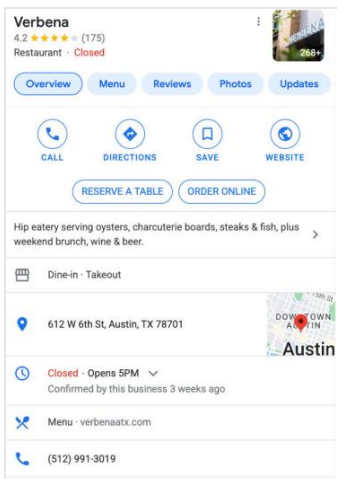 Verbena
4.2 ★★★★★ (175)
Restaurant · Closed
VERBENA
268+
Overview
Menu
Reviews
Photos
Updates
CALL
DIRECTIONS
SAVE
WEBSITE
RESERVE A TABLE
ORDER ONLINE
Hip eatery serving oysters, charcuterie boards, steaks & fish, plus
weekend brunch, wine & beer.
Dine-in · Takeout
612 W 6th St, Austin, TX 78701
15th St
DOWNTOWN
AUSTIN
Austin
Closed · Opens 5PM
Confirmed by this business 3 weeks ago
Menu · verbenaatx.com
(512) 991-3019